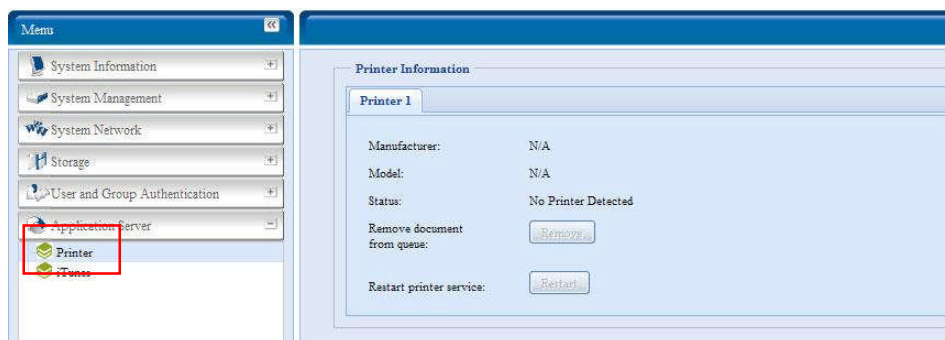 Menu
System Information
System Management
System Network
Storage
User and Group Authentication
Application Server
Printer
iTunes
Printer Information
Printer 1
Manufacturer: N/A
Model: N/A
Status: No Printer Detected
Remove document
from queue:
Remove
Restart printer service: Restart